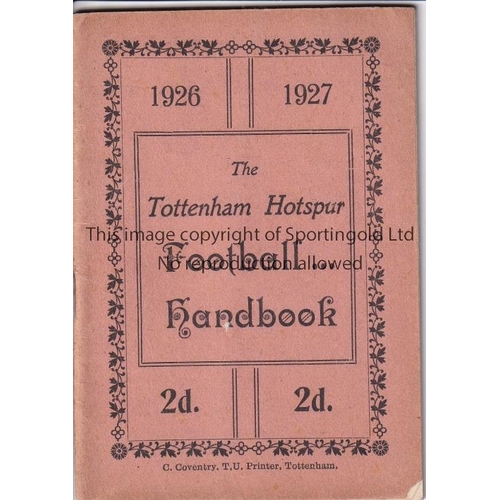 1926 1927
The
Tottenham Hotspur
This image copyright of Sportingold Ltd
Football...
No reproduction allowed
Handbook
2d. 2d.
C. Coventry, T.U. Printer, Tottenham.